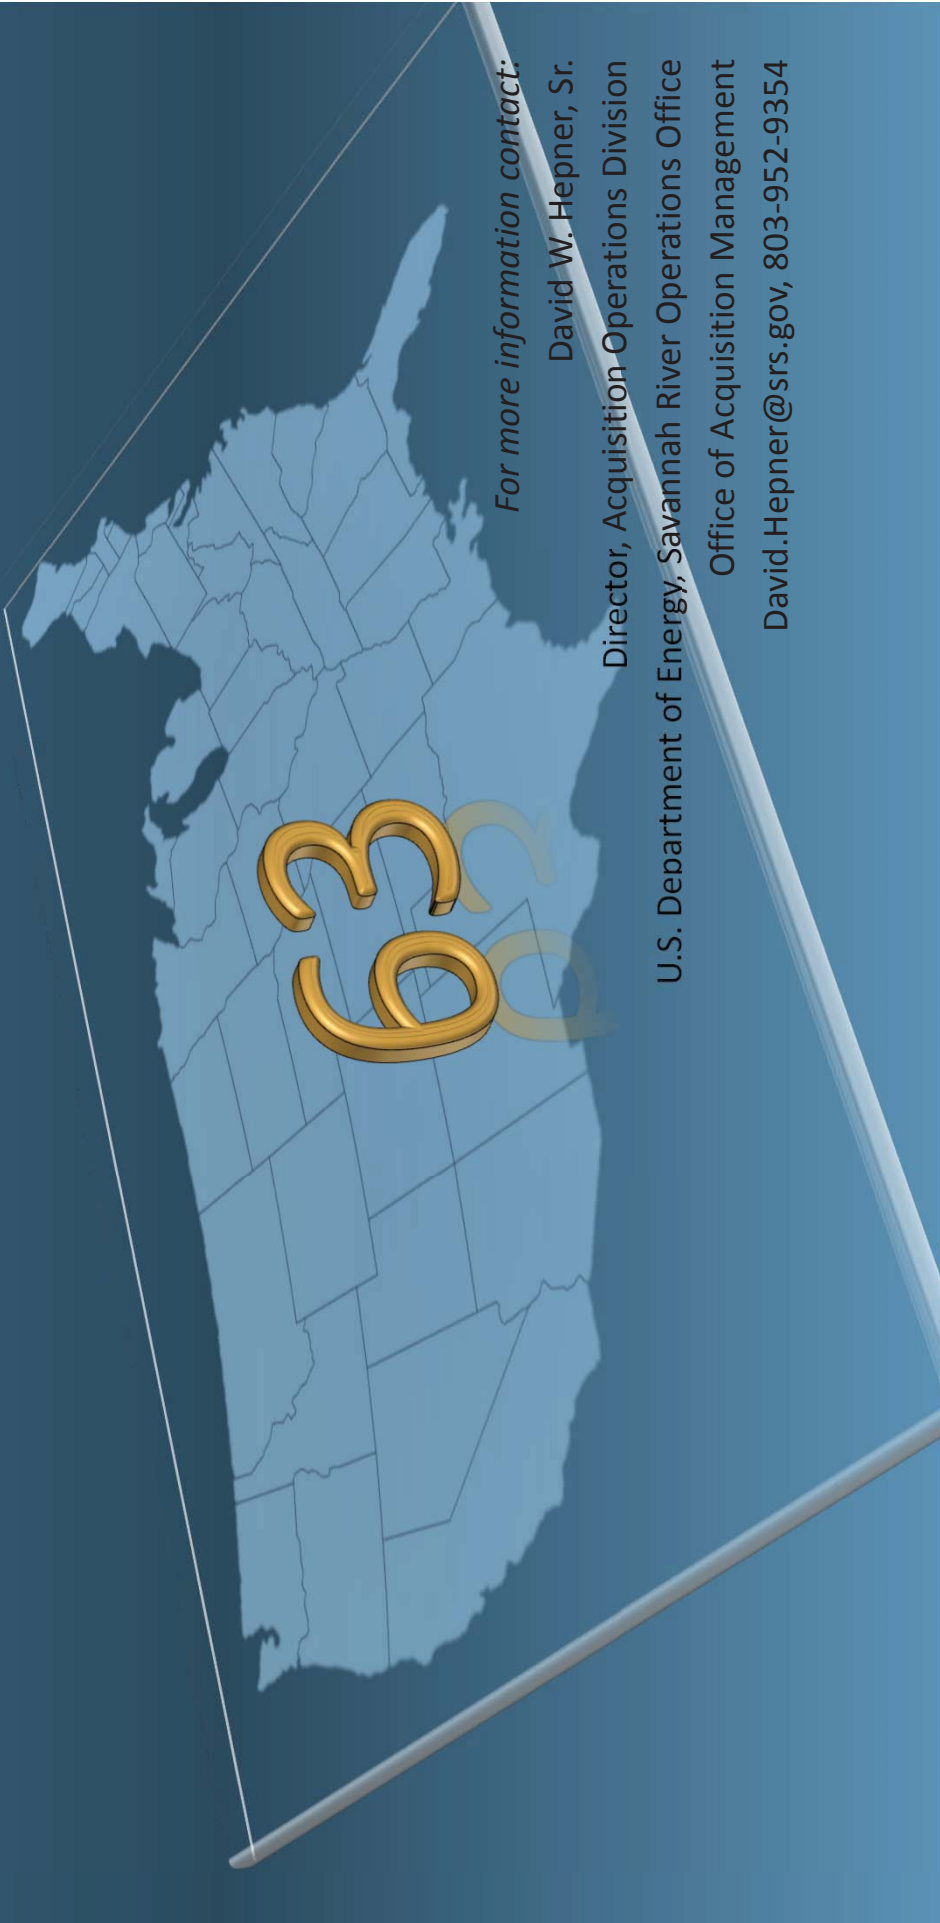 63
For more information contact:
David W. Hepner, Sr.
Director, Acquisition Operations Division
U.S. Department of Energy, Savannah River Operations Office
Office of Acquisition Management
David.Hepner@srs.gov, 803-952-9354